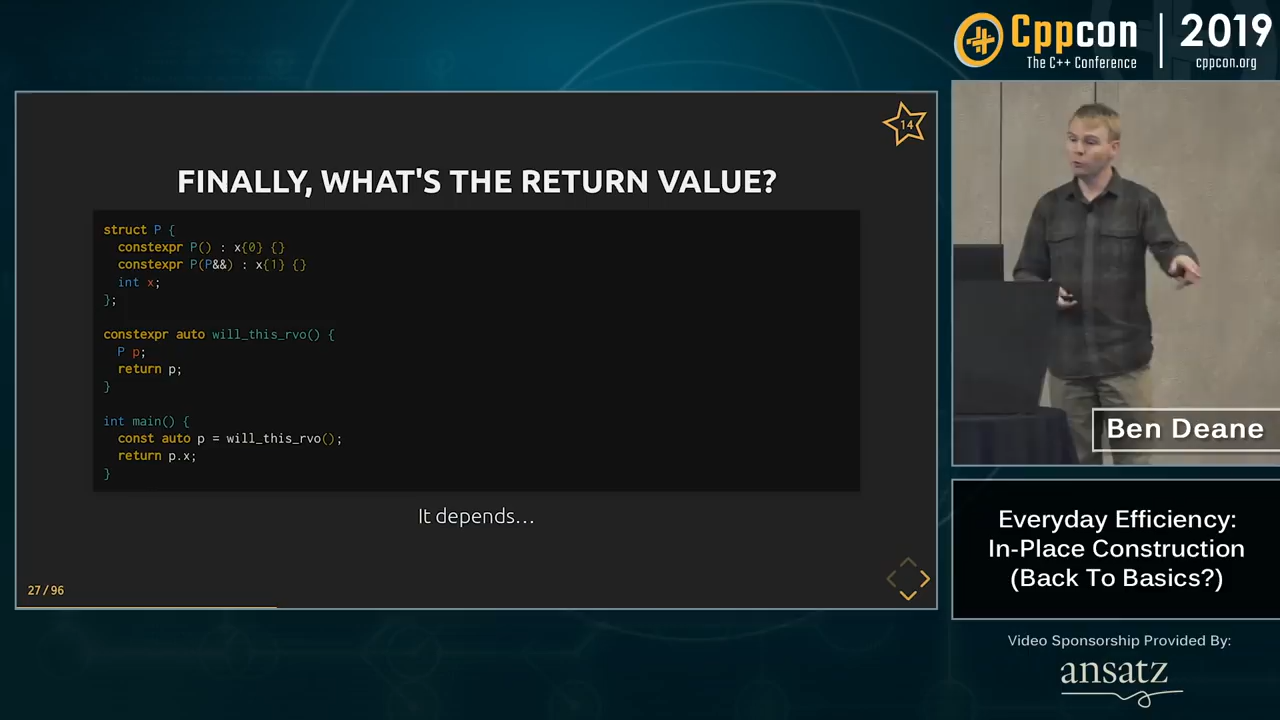 Cppcon | 2019
The C++ Conference
cppcon.org
14
FINALLY, WHAT'S THE RETURN VALUE?
struct P {
  constexpr P() : x{0} {}
  constexpr P(P&&) : x{1} {}
  int x;
};
constexpr auto will_this_rvo() {
  P p;
  return p;
}
int main() {
  const auto p = will_this_rvo();
  return p.x;
}
It depends...
27 / 96
Ben Deane
Everyday Efficiency:
In-Place Construction
(Back To Basics?)
Video Sponsorship Provided By:
ansatz